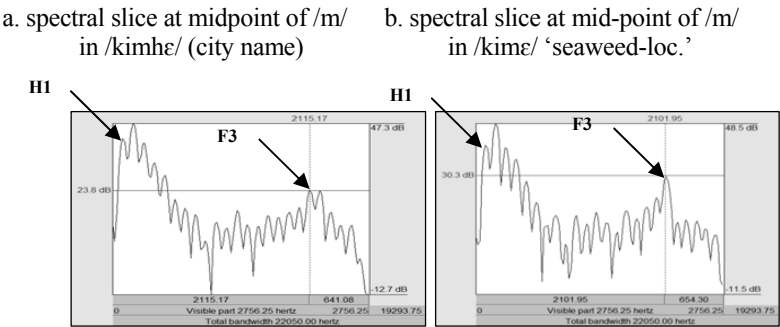 a. spectral slice at midpoint of /m/
in /kimhɛ/ (city name)
b. spectral slice at mid-point of /m/
in /kimɛ/ ‘seaweed-loc.’
H1
F3
2115.17
47.3 dB
23.8 dB
-12.7 dB
2115.17
641.08
0
Visible part 2756.25 hertz
2756.25
19293.75
Total bandwidth 22050.00 hertz
H1
F3
2101.95
48.5 dB
30.3 dB
-11.5 dB
2101.95
654.30
0
Visible part 2756.25 hertz
2756.25
19293.75
Total bandwidth 22050.00 hertz